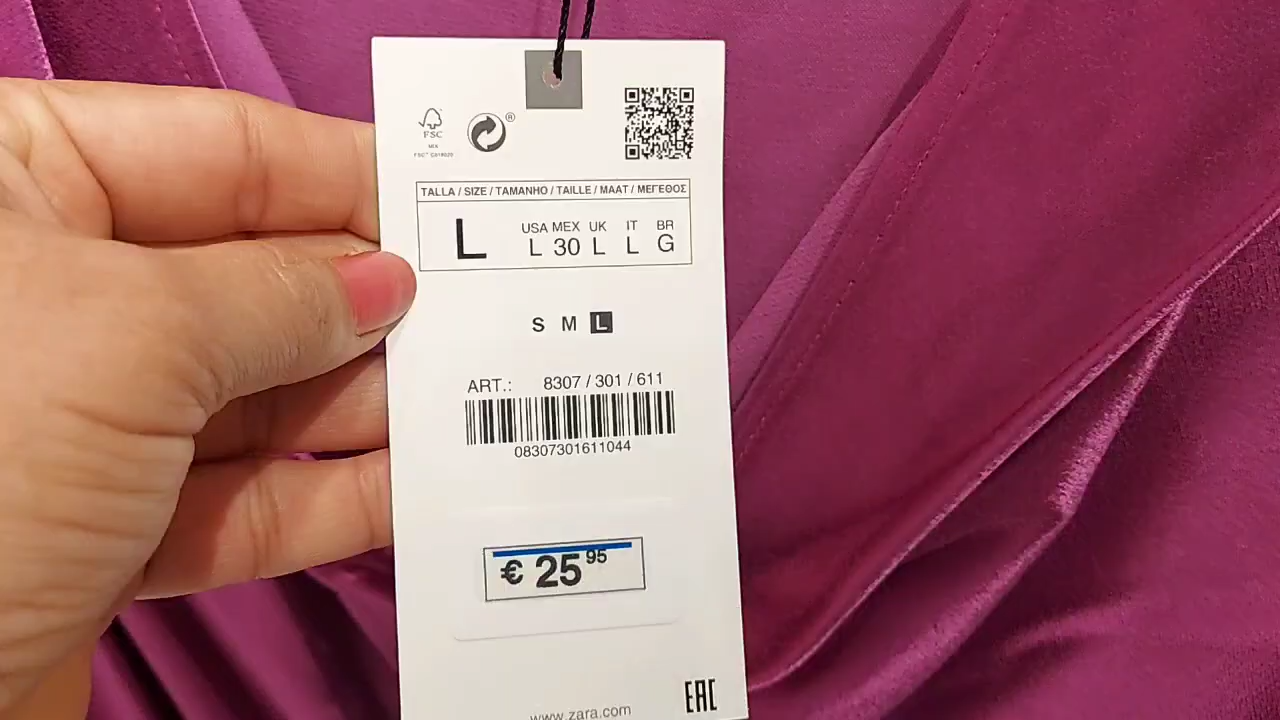 FSC
MIX
®
TALLA / SIZE / TAMANHO / TAILLE / MAAT / ΜΕΓΕΘΟΣ
L
USA MEX UK IT BR
L 30 L L G
S M L
ART.: 8307 / 301 / 611
08307301611044
€ 25 95
EAC
www.zara.com